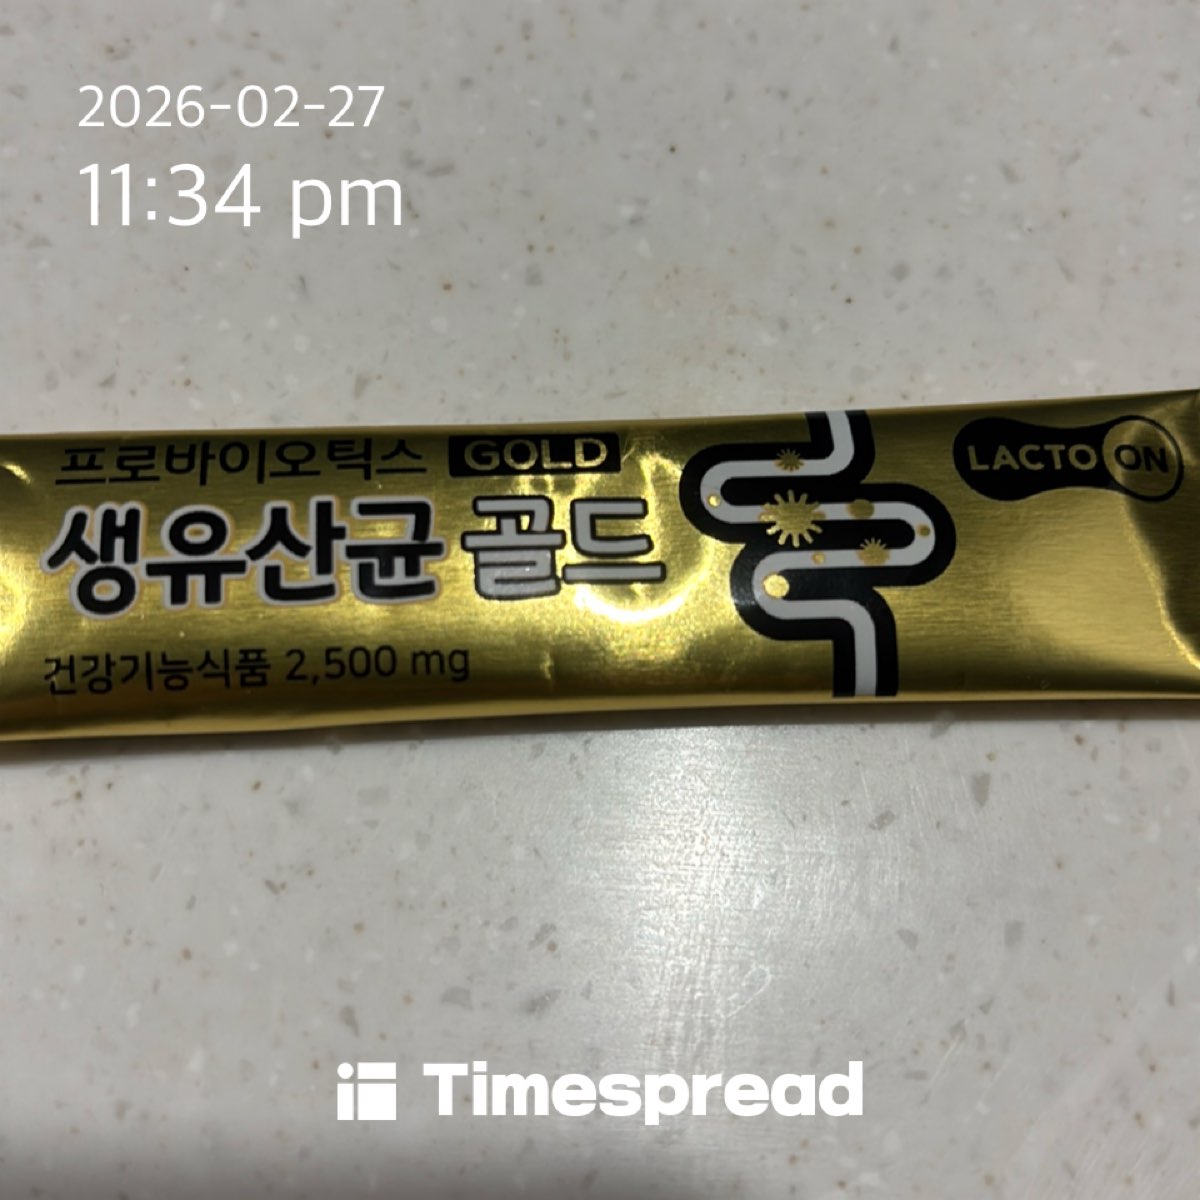 2026-02-27
11:34 pm
프로바이오틱스 GOLD
LACTO ON
생유산균 골드
건강기능식품 2,500 mg
Timespread